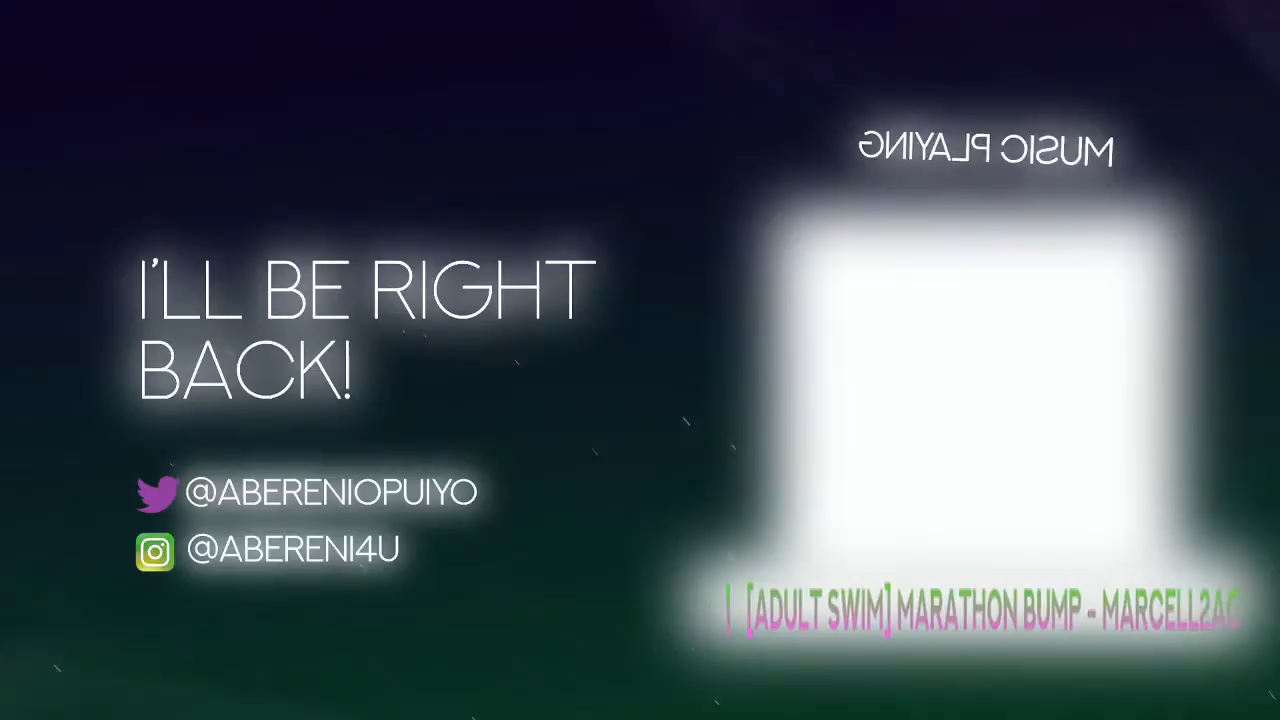 MUSIC PLAYING
I'LL BE RIGHT
BACK!
@ABERENIOPUIYO
@ABERENI4U
| [ADULT SWIM] MARATHON BUMP - MARCELL2AC